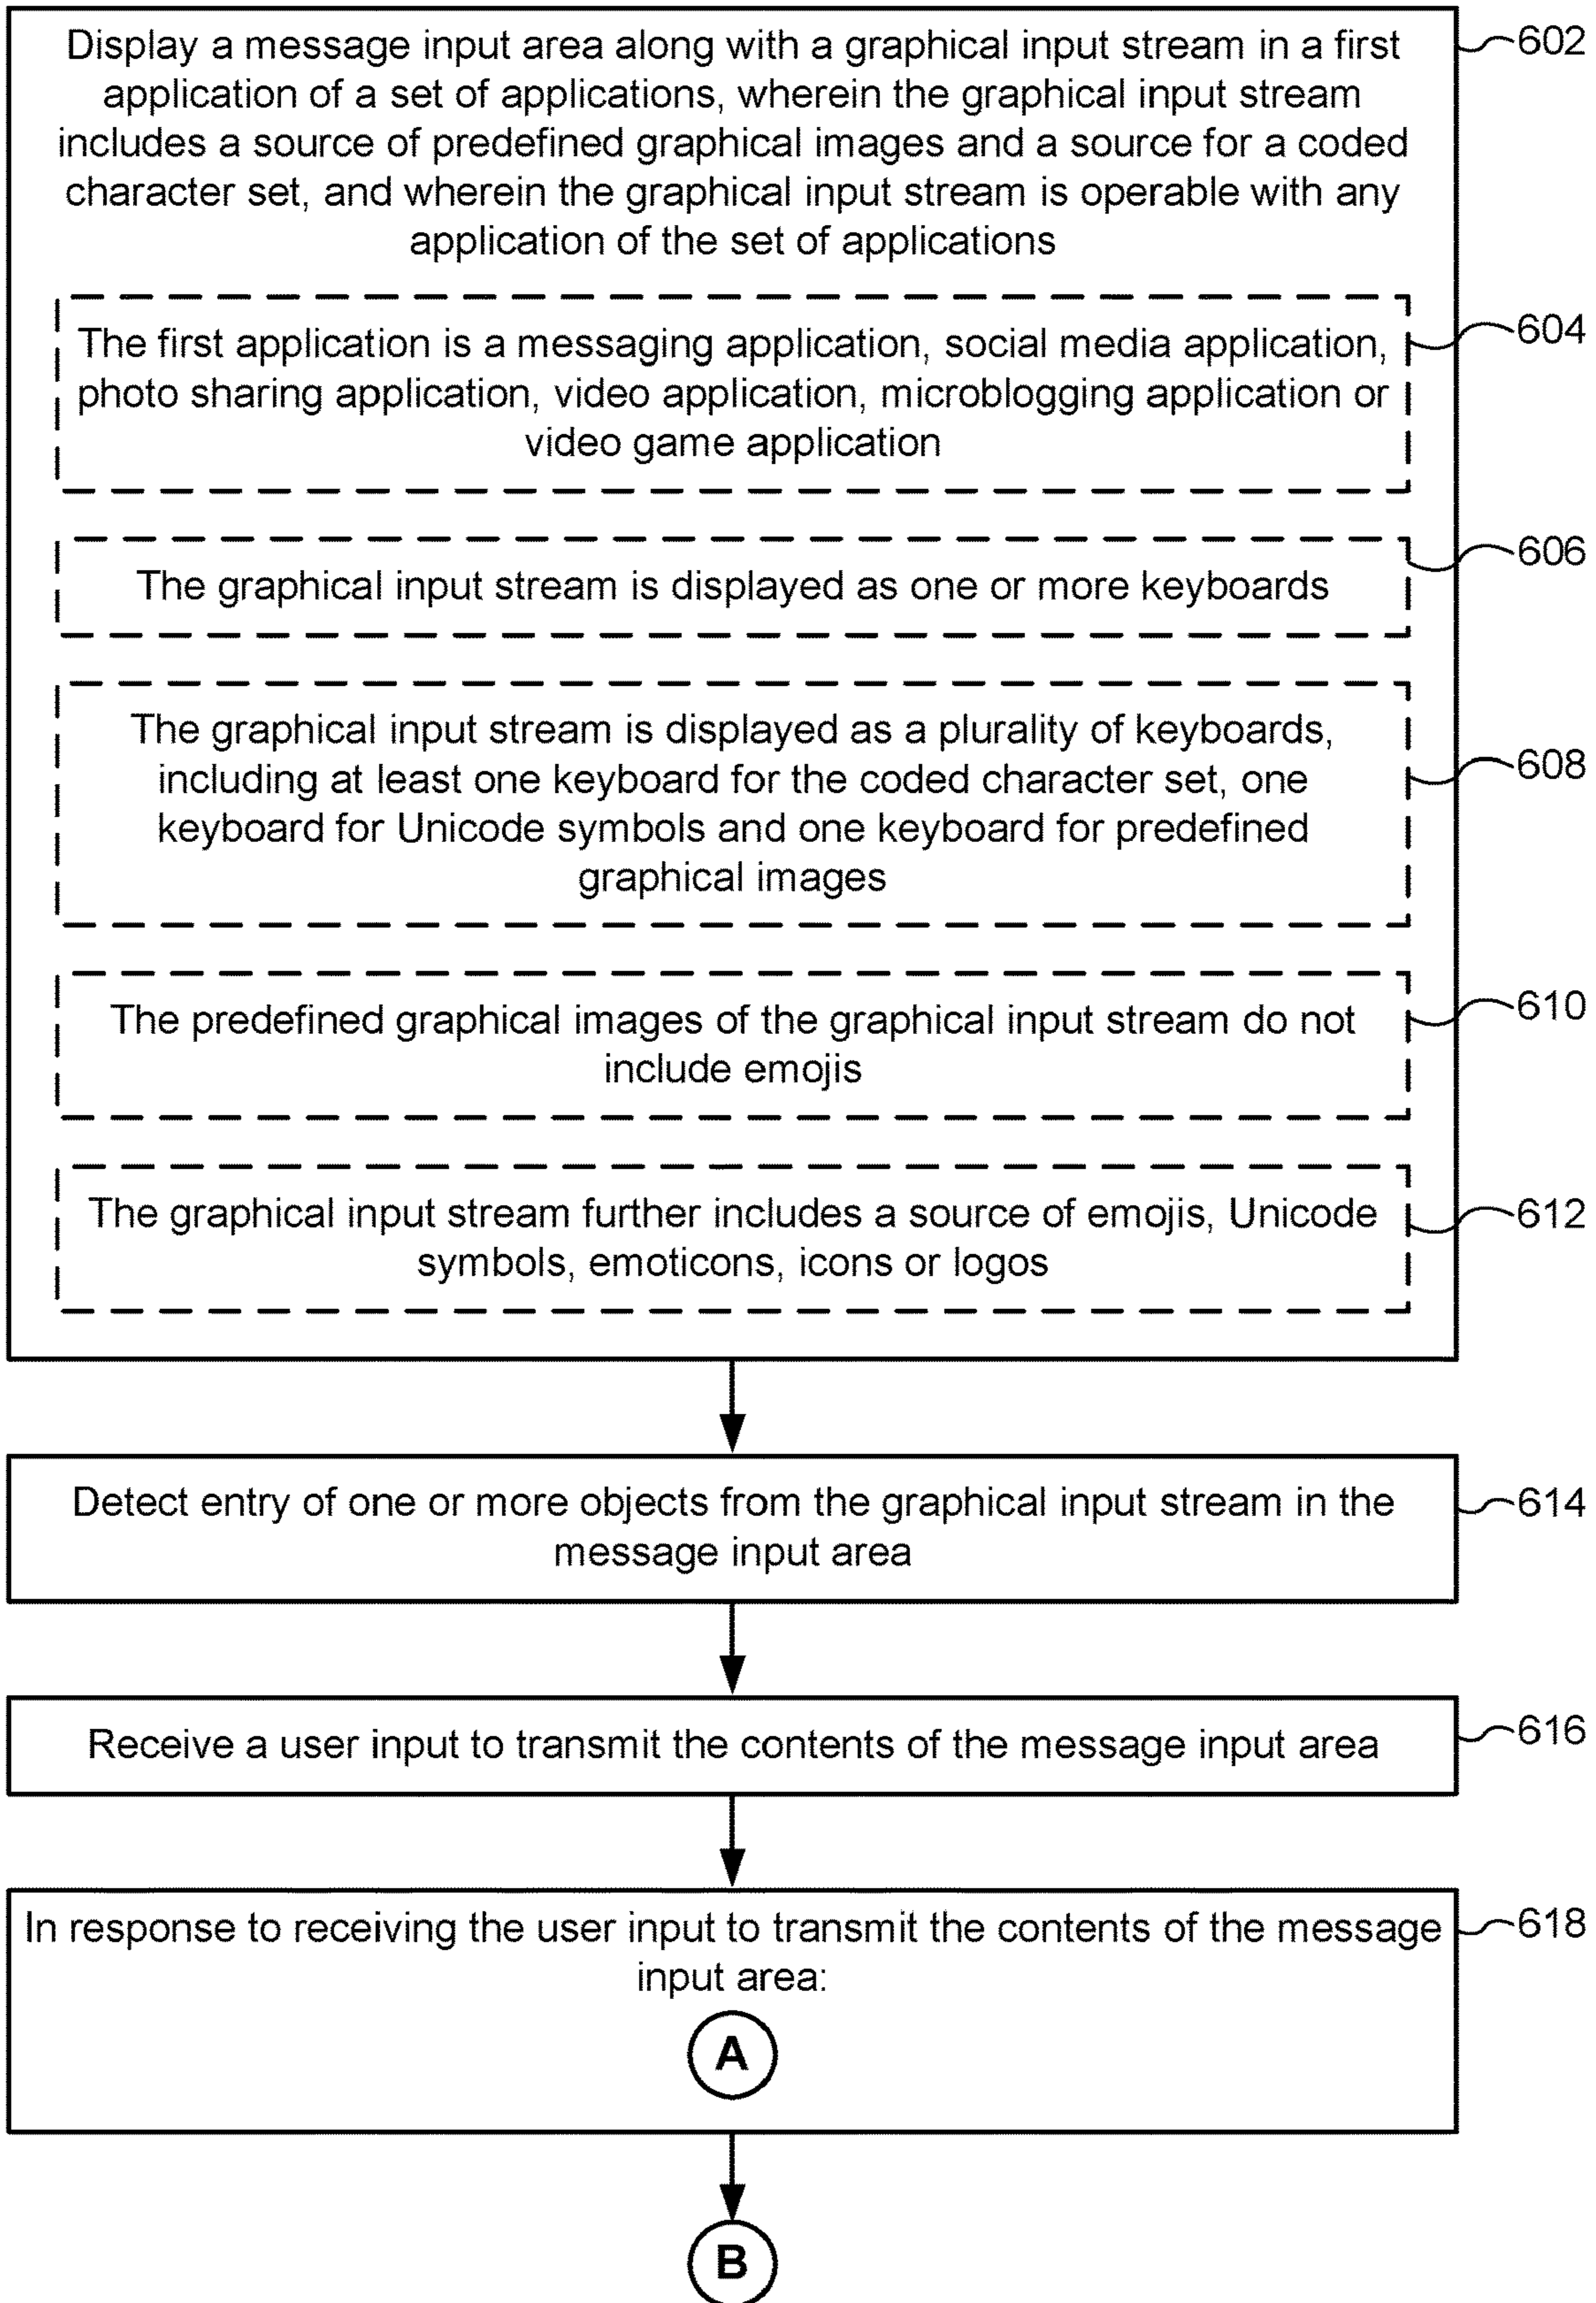 Display a message input area along with a graphical input stream in a first
application of a set of applications, wherein the graphical input stream
includes a source of predefined graphical images and a source for a coded
character set, and wherein the graphical input stream is operable with any
application of the set of applications
602
The first application is a messaging application, social media application,
photo sharing application, video application, microblogging application or
video game application
604
The graphical input stream is displayed as one or more keyboards
606
The graphical input stream is displayed as a plurality of keyboards,
including at least one keyboard for the coded character set, one
keyboard for Unicode symbols and one keyboard for predefined
graphical images
608
The predefined graphical images of the graphical input stream do not
include emojis
610
The graphical input stream further includes a source of emojis, Unicode
symbols, emoticons, icons or logos
612
Detect entry of one or more objects from the graphical input stream in the
message input area
614
Receive a user input to transmit the contents of the message input area
616
In response to receiving the user input to transmit the contents of the message
input area:
618
A
B